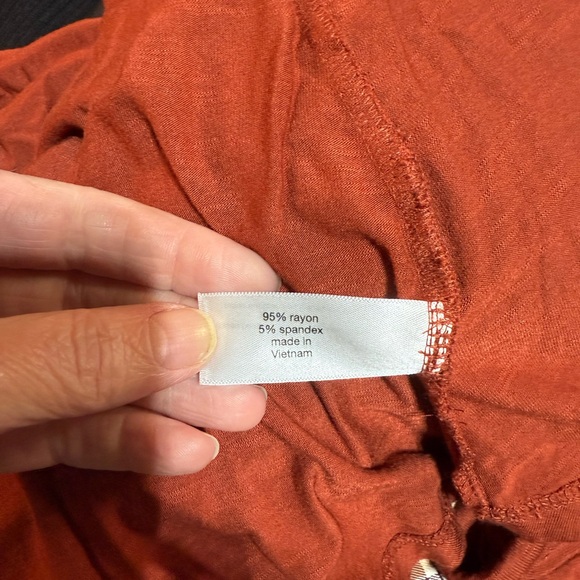 95% rayon
5% spandex
made in
Vietnam